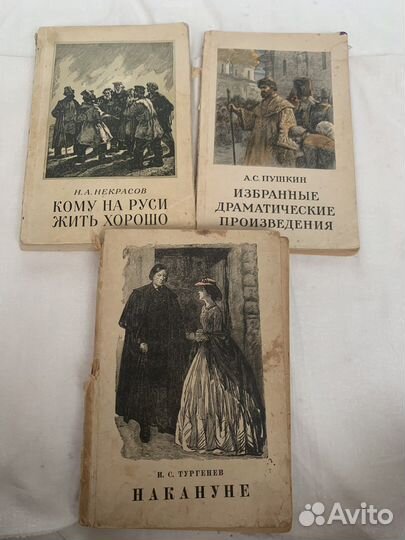 Н.А.НЕКРАСОВ
КОМУ НА РУСИ
ЖИТЬ ХОРОШО
А.С.ПУШКИН
ИЗБРАННЫЕ
ДРАМАТИЧЕСКИЕ
ПРОИЗВЕДЕНИЯ
И. С. ТУРГЕНЕВ
НАКАНУНЕ
Avito